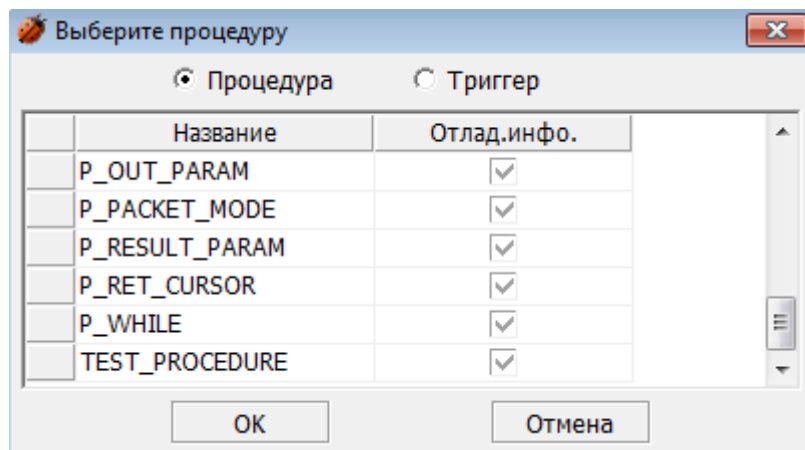 Выберите процедуру
Процедура Триггер
Название Отлад.инфо.
P_OUT_PARAM
P_PACKET_MODE
P_RESULT_PARAM
P_RET_CURSOR
P_WHILE
TEST_PROCEDURE
OK Отмена